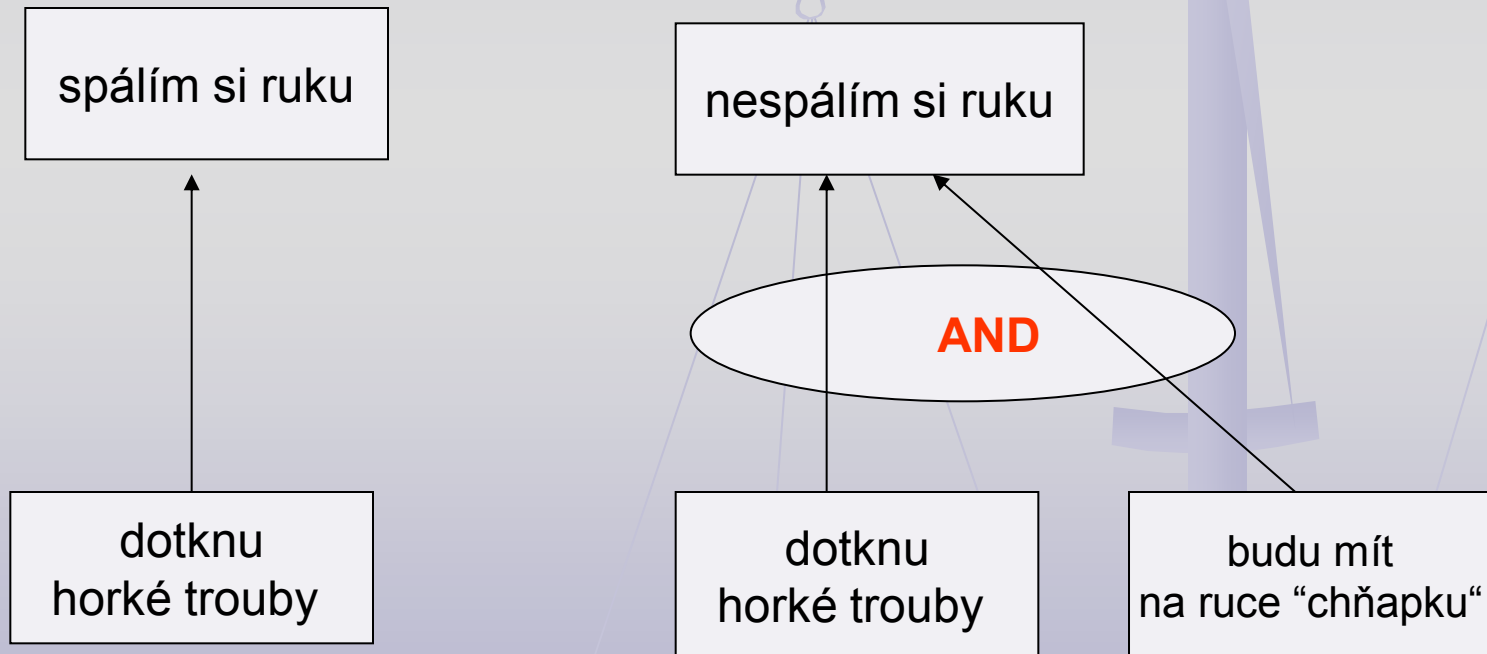 spálím si ruku
nespálím si ruku
AND
dotknu
horké trouby
dotknu
horké trouby
budu mít
na ruce “chňapku“